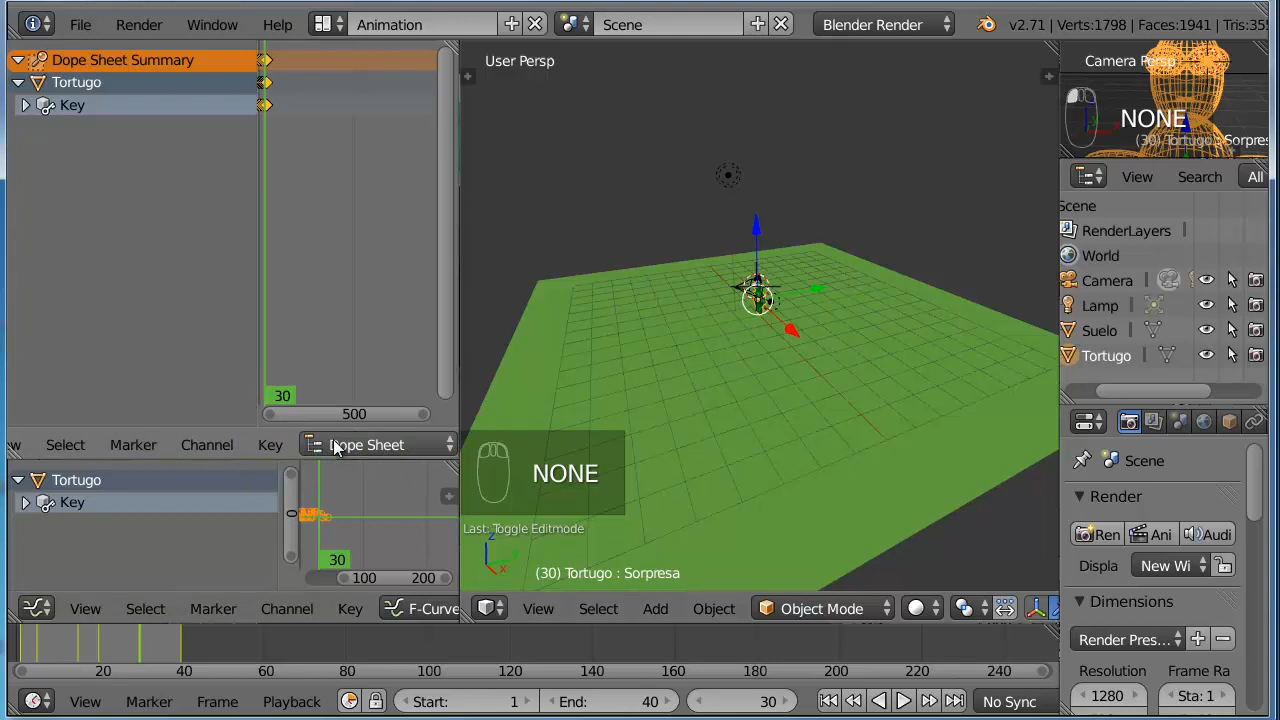 File Render Window Help Animation Scene Blender Render v2.71 | Verts:1798 | Faces:1941 | Tris:35
Dope Sheet Summary
Tortugo
Key
30
500
Select Marker Channel Key Dope Sheet
Tortugo
Key
0
30
100 200
View Select Marker Channel Key F-Curve
User Persp
NONE
Last: Toggle Editmode
z
y
x
(30) Tortugo : Sorpresa
View Select Add Object Object Mode
Camera Persp
NONE
(30) Tortugo : Sorpres
View Search All
Scene
RenderLayers
World
Camera
Lamp
Suelo
Tortugo
Scene
Render
Ren Ani Audi
Displa New Wi
Dimensions
Render Pres...
Resolution Frame Ra
1280 Sta: 1
20 40 60 80 100 120 140 160 180 200 220 240
View Marker Frame Playback Start: 1 End: 40 30 No Sync